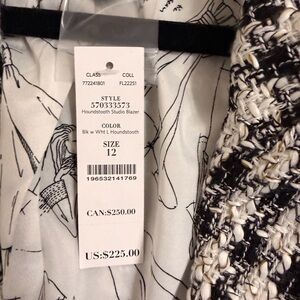 CLASS COLL
772241801 FL22251
STYLE
570333573
Houndstooth Studio Blazer
COLOR
Blk w Wht L Houndstooth
SIZE
12
196532141769
CAN:$250.00
US:$225.00